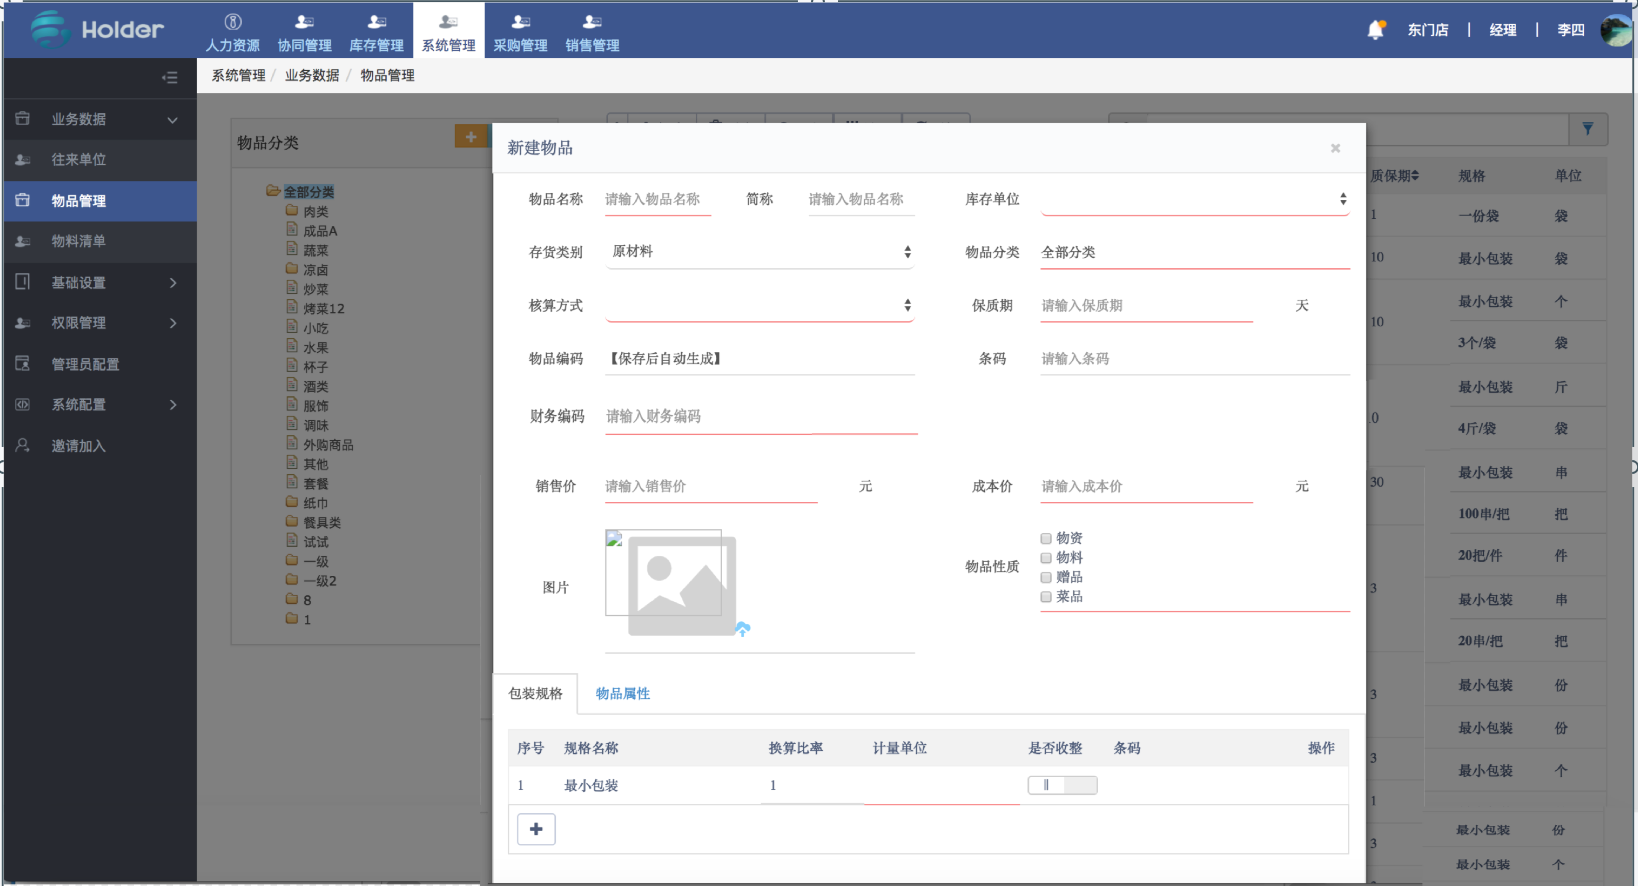 Holder
人力资源
协同管理
库存管理
系统管理
采购管理
销售管理
东门店 | 经理 | 李四
系统管理 / 业务数据 / 物品管理
业务数据
往来单位
物品管理
物料清单
基础设置
权限管理
管理员配置
系统配置
邀请加入
物品分类
+
全部分类
肉类
成品A
蔬菜
凉卤
炒菜
烤菜12
小吃
水果
杯子
酒类
服饰
调味
外购商品
其他
套餐
纸巾
餐具类
试试
一级
一级2
8
1
新建物品 ×
物品名称 请输入物品名称 简称 请输入物品名称 库存单位
存货类别 原材料 物品分类 全部分类
核算方式 保质期 请输入保质期 天
物品编码 【保存后自动生成】 条码 请输入条码
财务编码 请输入财务编码
销售价 请输入销售价 元 成本价 请输入成本价 元
图片
物品性质
物资
物料
赠品
菜品
包装规格 物品属性
序号 规格名称 换算比率 计量单位 是否收整 条码 操作
1 最小包装 1
+
质保期 规格 单位
1 一份袋 袋
10 最小包装 袋
最小包装 个
10
3个/袋 袋
最小包装 斤
0
4斤/袋 袋
最小包装 串
30
100串/把 把
20把/件 件
3
最小包装 串
20串/把 把
最小包装 份
3
最小包装 份
3
最小包装 个
1
最小包装 份
3
最小包装 个